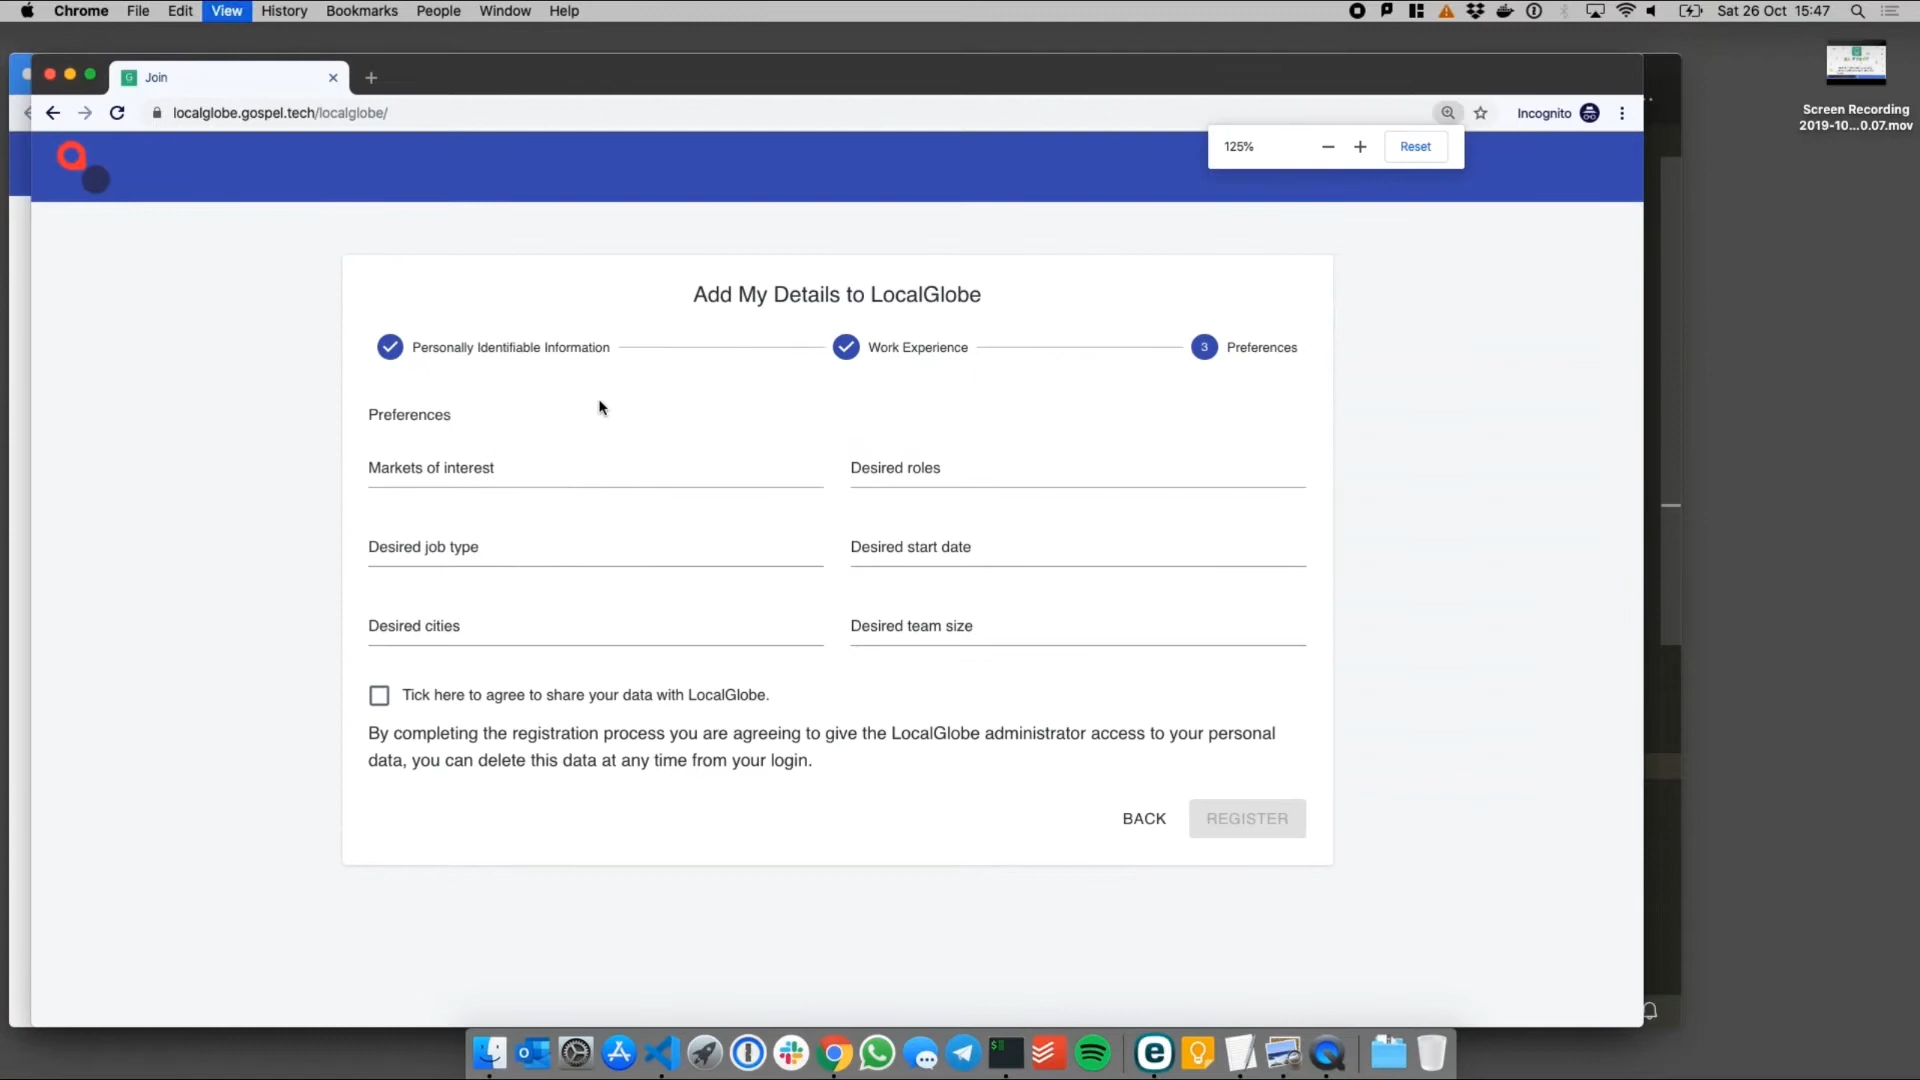 Chrome File Edit View History Bookmarks People Window Help
Sat 26 Oct 15:47
Join
localglobe.gospel.tech/localglobe/
Incognito
125%
Reset
Screen Recording
2019-10...0.07.mov
Add My Details to LocalGlobe
Personally Identifiable Information
Work Experience
3 Preferences
Preferences
Markets of interest
Desired roles
Desired job type
Desired start date
Desired cities
Desired team size
Tick here to agree to share your data with LocalGlobe.
By completing the registration process you are agreeing to give the LocalGlobe administrator access to your personal
data, you can delete this data at any time from your login.
BACK
REGISTER